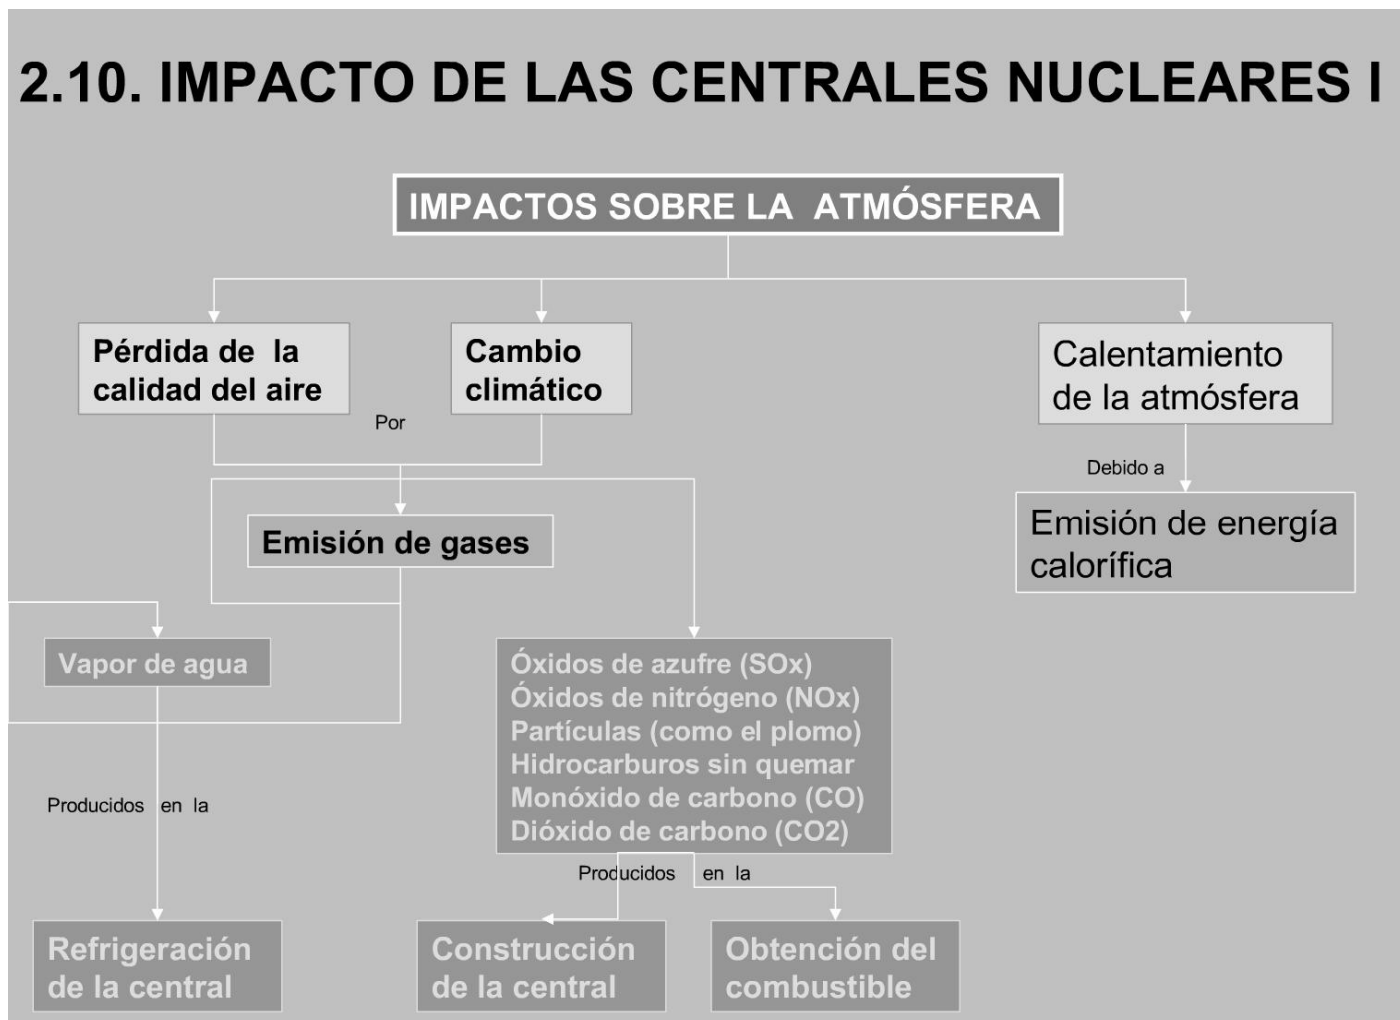 2.10. IMPACTO DE LAS CENTRALES NUCLEARES I
IMPACTOS SOBRE LA ATMÓSFERA
Pérdida de la
calidad del aire
Cambio
climático
Calentamiento
de la atmósfera
Por
Debido a
Emisión de gases
Emisión de energía
calorífica
Vapor de agua
Óxidos de azufre (SOx)
Óxidos de nitrógeno (NOx)
Partículas (como el plomo)
Hidrocarburos sin quemar
Monóxido de carbono (CO)
Dióxido de carbono (CO2)
Producidos en la
Producidos en la
Refrigeración
de la central
Construcción
de la central
Obtención del
combustible